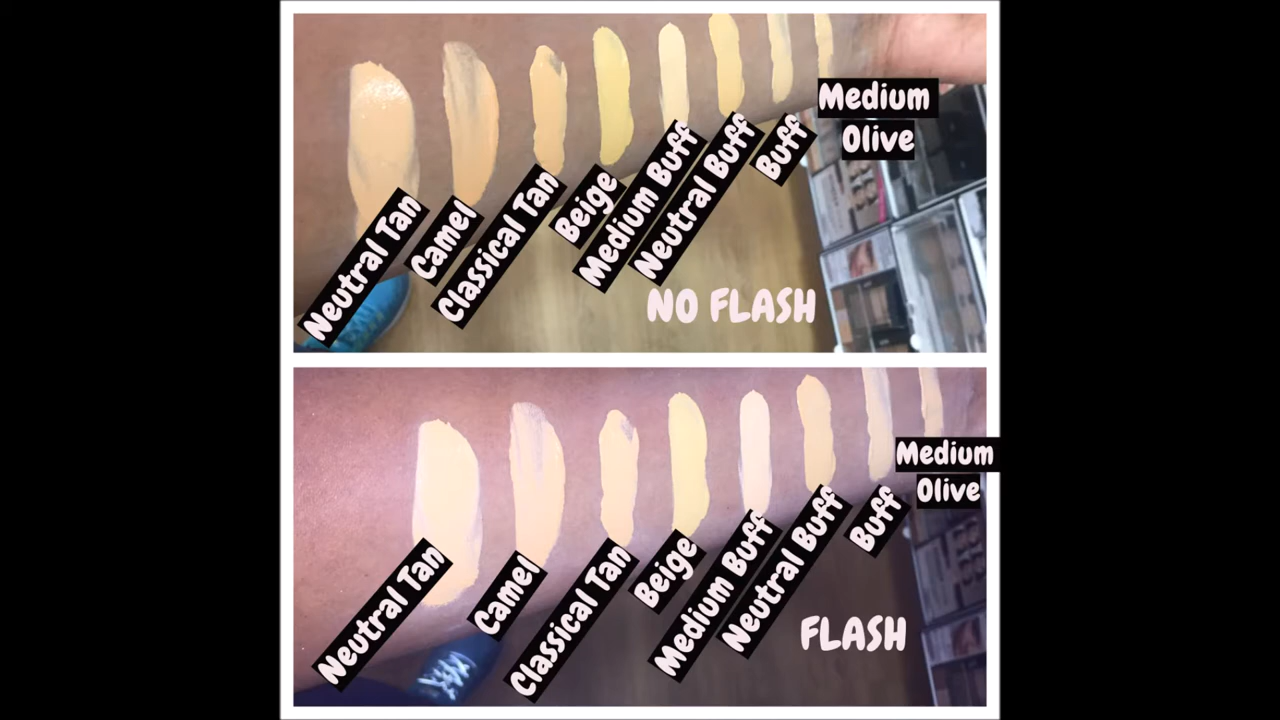 Neutral Tan
Camel
Classical Tan
Beige
Medium Buff
Neutral Buff
Buff
Medium
Olive
NO FLASH
Neutral Tan
Camel
Classical Tan
Beige
Medium Buff
Neutral Buff
Buff
Medium
Olive
FLASH